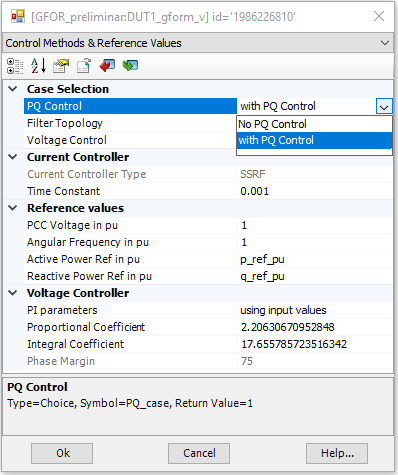 [GFOR_preliminar:DUT1_gform_v] id='1986226810'
Control Methods & Reference Values
Case Selection
PQ Control with PQ Control
Filter Topology No PQ Control
Voltage Control with PQ Control
Current Controller
Current Controller Type SSRF
Time Constant 0.001
Reference values
PCC Voltage in pu 1
Angular Frequency in pu 1
Active Power Ref in pu p_ref_pu
Reactive Power Ref in pu q_ref_pu
Voltage Controller
PI parameters using input values
Proportional Coefficient 2.20630670952848
Integral Coefficient 17.655785723516342
Phase Margin 75
PQ Control
Type=Choice, Symbol=PQ_case, Return Value=1
Ok Cancel Help...